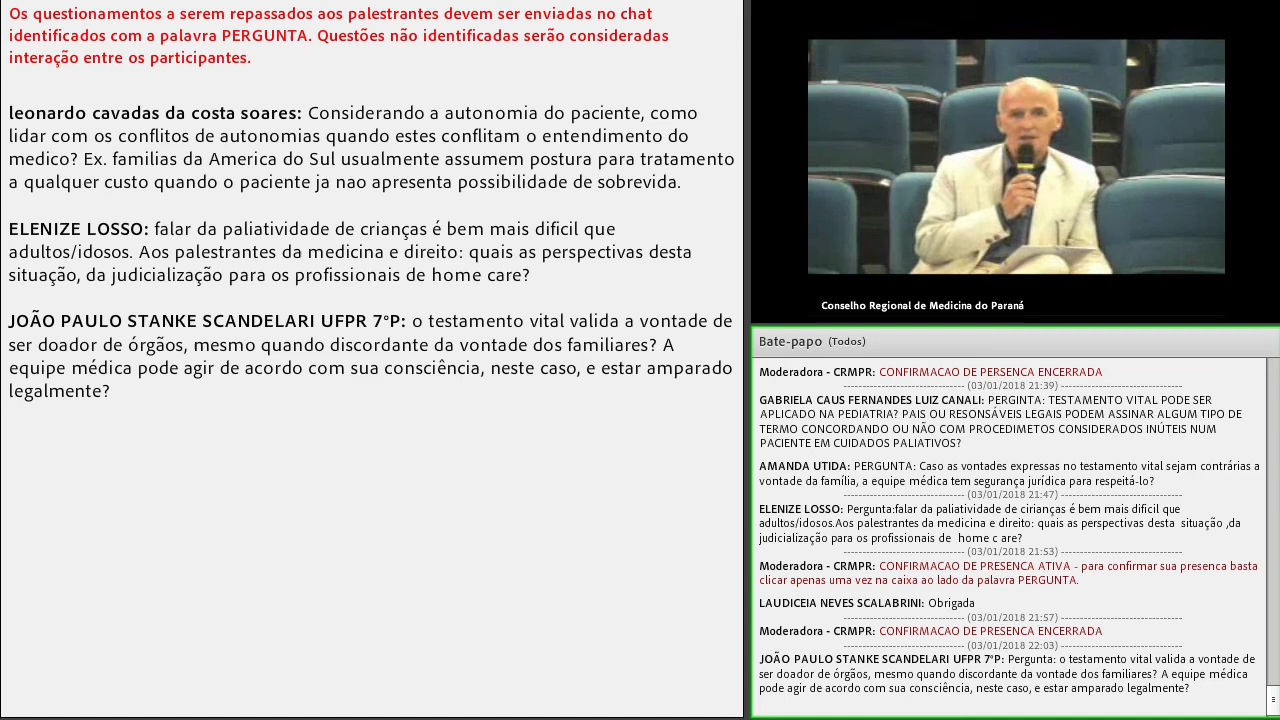 Os questionamentos a serem repassados aos palestrantes devem ser enviadas no chat
identificados com a palavra PERGUNTA. Questões não identificadas serão consideradas
interação entre os participantes.
leonardo cavadas da costa soares: Considerando a autonomia do paciente, como
lidar com os conflitos de autonomias quando estes conflitam o entendimento do
medico? Ex. familias da America do Sul usualmente assumem postura para tratamento
a qualquer custo quando o paciente ja nao apresenta possibilidade de sobrevida.
ELENIZE LOSSO: falar da paliatividade de crianças é bem mais dificil que
adultos/idosos. Aos palestrantes da medicina e direito: quais as perspectivas desta
situação, da judicialização para os profissionais de home care?
JOÃO PAULO STANKE SCANDELARI UFPR 7°P: o testamento vital valida a vontade de
ser doador de órgãos, mesmo quando discordante da vontade dos familiares? A
equipe médica pode agir de acordo com sua consciência, neste caso, e estar amparado
legalmente?
Conselho Regional de Medicina do Paraná
Bate-papo (Todos)
Moderadora - CRMPR: CONFIRMACAO DE PERSENCA ENCERRADA
-------------------------------- (03/01/2018 21:39) --------------------------------
GABRIELA CAUS FERNANDES LUIZ CANALI: PERGINTA: TESTAMENTO VITAL PODE SER
APLICADO NA PEDIATRIA? PAIS OU RESONSÁVEIS LEGAIS PODEM ASSINAR ALGUM TIPO DE
TERMO CONCORDANDO OU NÃO COM PROCEDIMETOS CONSIDERADOS INÚTEIS NUM
PACIENTE EM CUIDADOS PALIATIVOS?
AMANDA UTIDA: PERGUNTA: Caso as vontades expressas no testamento vital sejam contrárias a
vontade da família, a equipe médica tem segurança jurídica para respeitá-lo?
-------------------------------- (03/01/2018 21:47) --------------------------------
ELENIZE LOSSO: Pergunta:falar da paliatividade de cirianças é bem mais dificil que
adultos/idosos.Aos palestrantes da medicina e direito: quais as perspectivas desta situação ,da
judicialização para os profissionais de home c are?
-------------------------------- (03/01/2018 21:53) --------------------------------
Moderadora - CRMPR: CONFIRMACAO DE PRESENCA ATIVA - para confirmar sua presenca basta
clicar apenas uma vez na caixa ao lado da palavra PERGUNTA.
LAUDICEIA NEVES SCALABRINI: Obrigada
-------------------------------- (03/01/2018 21:57) --------------------------------
Moderadora - CRMPR: CONFIRMACAO DE PRESENCA ENCERRADA
-------------------------------- (03/01/2018 22:03) --------------------------------
JOÃO PAULO STANKE SCANDELARI UFPR 7°P: Pergunta: o testamento vital valida a vontade de
ser doador de órgãos, mesmo quando discordante da vontade dos familiares? A equipe médica
pode agir de acordo com sua consciência, neste caso, e estar amparado legalmente?